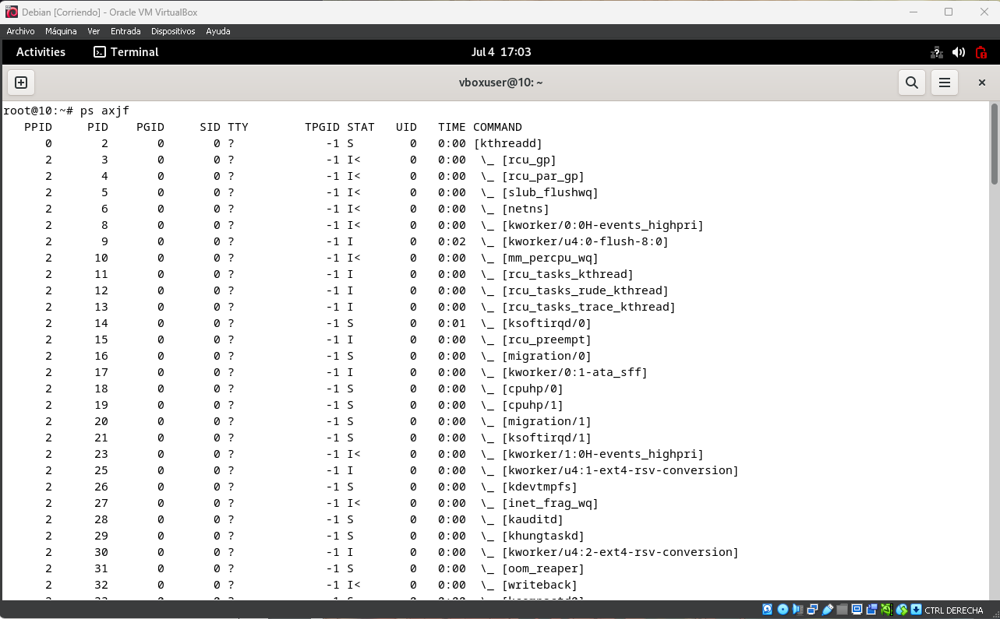 Debian [Corriendo] - Oracle VM VirtualBox
Archivo Máquina Ver Entrada Dispositivos Ayuda
Activities Terminal Jul 4 17:03
vboxuser@10: ~
root@10:~# ps axjf
PPID PID PGID SID TTY TPGID STAT UID TIME COMMAND
0 2 0 0 ? -1 S 0 0:00 [kthreadd]
2 3 0 0 ? -1 I< 0 0:00 \_ [rcu_gp]
2 4 0 0 ? -1 I< 0 0:00 \_ [rcu_par_gp]
2 5 0 0 ? -1 I< 0 0:00 \_ [slub_flushwq]
2 6 0 0 ? -1 I< 0 0:00 \_ [netns]
2 8 0 0 ? -1 I< 0 0:00 \_ [kworker/0:0H-events_highpri]
2 9 0 0 ? -1 I 0 0:02 \_ [kworker/u4:0-flush-8:0]
2 10 0 0 ? -1 I< 0 0:00 \_ [mm_percpu_wq]
2 11 0 0 ? -1 I 0 0:00 \_ [rcu_tasks_kthread]
2 12 0 0 ? -1 I 0 0:00 \_ [rcu_tasks_rude_kthread]
2 13 0 0 ? -1 I 0 0:00 \_ [rcu_tasks_trace_kthread]
2 14 0 0 ? -1 S 0 0:01 \_ [ksoftirqd/0]
2 15 0 0 ? -1 I 0 0:00 \_ [rcu_preempt]
2 16 0 0 ? -1 S 0 0:00 \_ [migration/0]
2 17 0 0 ? -1 I 0 0:00 \_ [kworker/0:1-ata_sff]
2 18 0 0 ? -1 S 0 0:00 \_ [cpuhp/0]
2 19 0 0 ? -1 S 0 0:00 \_ [cpuhp/1]
2 20 0 0 ? -1 S 0 0:00 \_ [migration/1]
2 21 0 0 ? -1 S 0 0:00 \_ [ksoftirqd/1]
2 23 0 0 ? -1 I< 0 0:00 \_ [kworker/1:0H-events_highpri]
2 25 0 0 ? -1 I 0 0:00 \_ [kworker/u4:1-ext4-rsv-conversion]
2 26 0 0 ? -1 S 0 0:00 \_ [kdevtmpfs]
2 27 0 0 ? -1 I< 0 0:00 \_ [inet_frag_wq]
2 28 0 0 ? -1 S 0 0:00 \_ [kauditd]
2 29 0 0 ? -1 S 0 0:00 \_ [khungtaskd]
2 30 0 0 ? -1 I 0 0:00 \_ [kworker/u4:2-ext4-rsv-conversion]
2 31 0 0 ? -1 S 0 0:00 \_ [oom_reaper]
2 32 0 0 ? -1 I< 0 0:00 \_ [writeback]
CTRL DERECHA